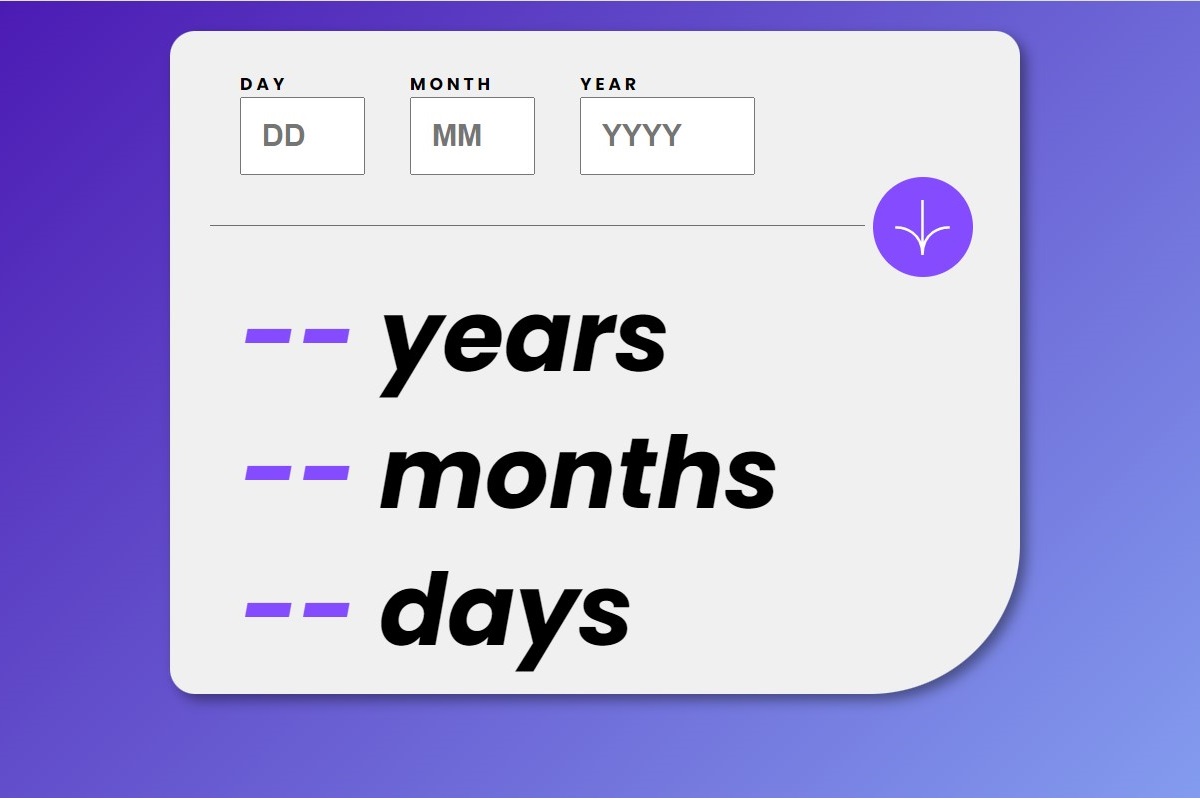 DAY MONTH YEAR
DD MM YYYY
-- years
-- months
-- days